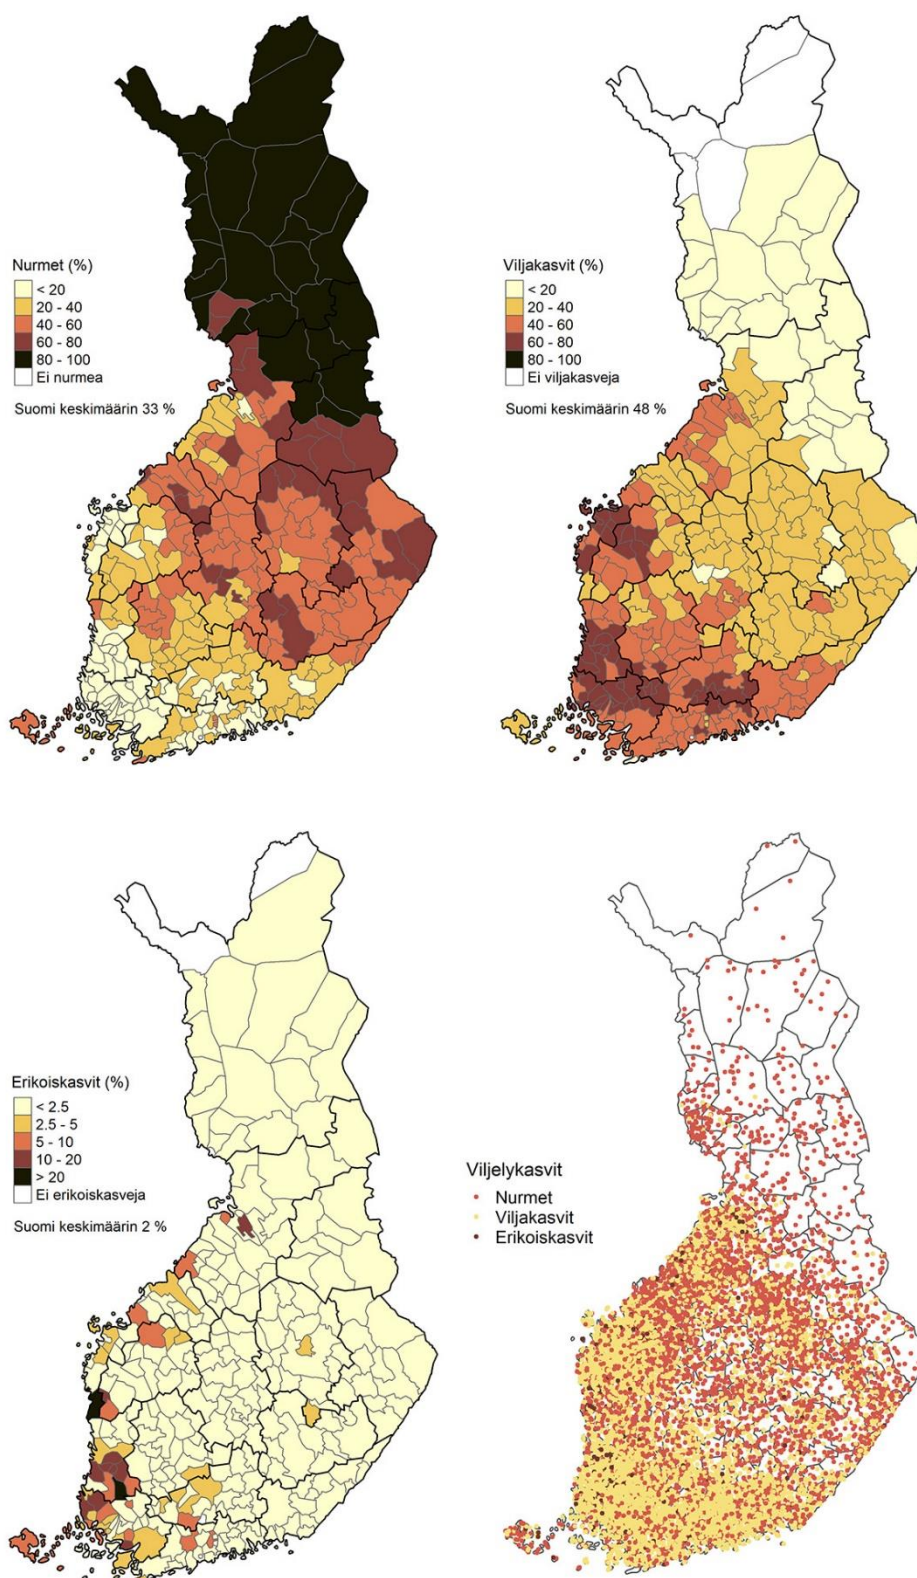 Nurmet (%)
< 20
20 - 40
40 - 60
60 - 80
80 - 100
Ei nurmea
Suomi keskimäärin 33 %
Viljakasvit (%)
< 20
20 - 40
40 - 60
60 - 80
80 - 100
Ei viljakasveja
Suomi keskimäärin 48 %
Erikoiskasvit (%)
< 2.5
2.5 - 5
5 - 10
10 - 20
> 20
Ei erikoiskasveja
Suomi keskimäärin 2 %
Viljelykasvit
Nurmet
Viljakasvit
Erikoiskasvit